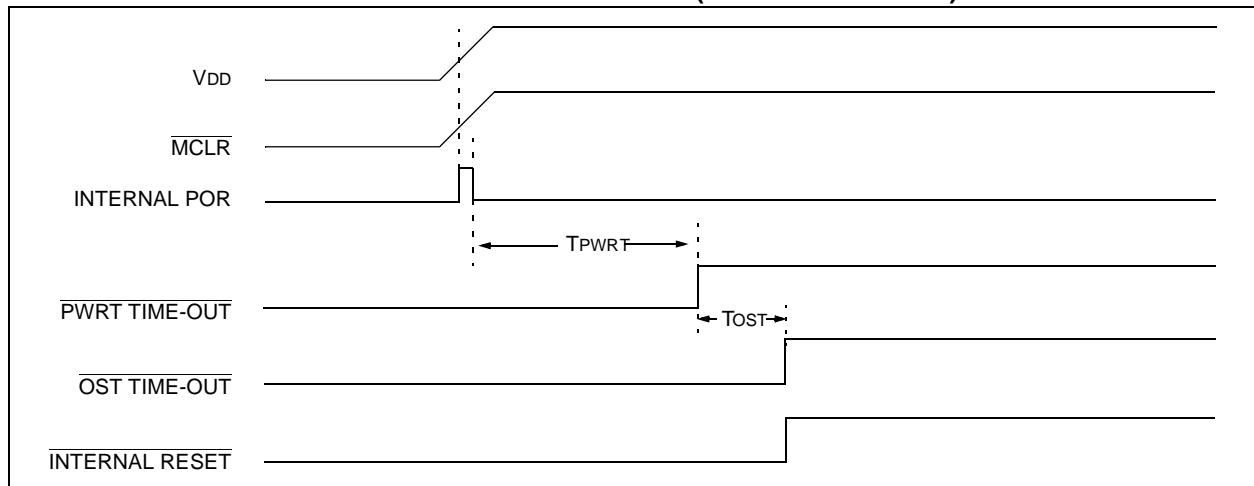 VDD
MCLR
INTERNAL POR
TPWRT
PWRT TIME-OUT
TOST
OST TIME-OUT
INTERNAL RESET